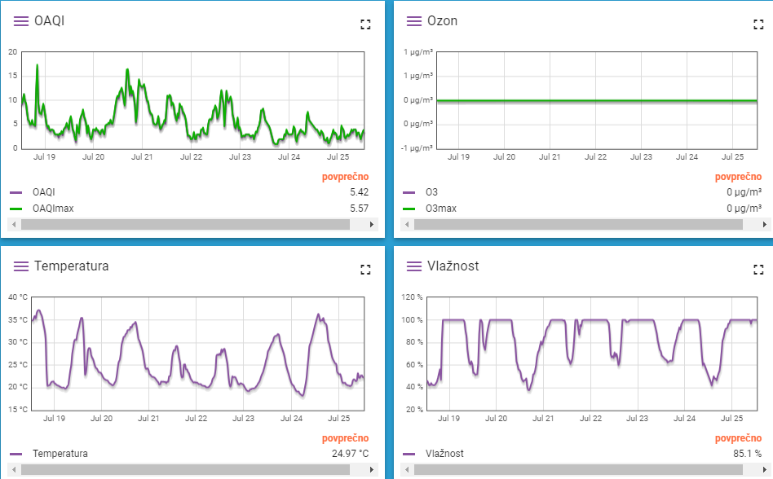 OAQI
20
15
10
5
0
Jul 19 Jul 20 Jul 21 Jul 22 Jul 23 Jul 24 Jul 25
povprečno
OAQI 5.42
OAQImax 5.57
Ozon
1 µg/m³
1 µg/m³
0 µg/m³
0 µg/m³
-1 µg/m³
Jul 19 Jul 20 Jul 21 Jul 22 Jul 23 Jul 24 Jul 25
povprečno
O3 0 µg/m³
O3max 0 µg/m³
Temperatura
40 °C
35 °C
30 °C
25 °C
20 °C
15 °C
Jul 19 Jul 20 Jul 21 Jul 22 Jul 23 Jul 24 Jul 25
povprečno
Temperatura 24.97 °C
Vlažnost
120 %
100 %
80 %
60 %
40 %
20 %
Jul 19 Jul 20 Jul 21 Jul 22 Jul 23 Jul 24 Jul 25
povprečno
Vlažnost 85.1 %